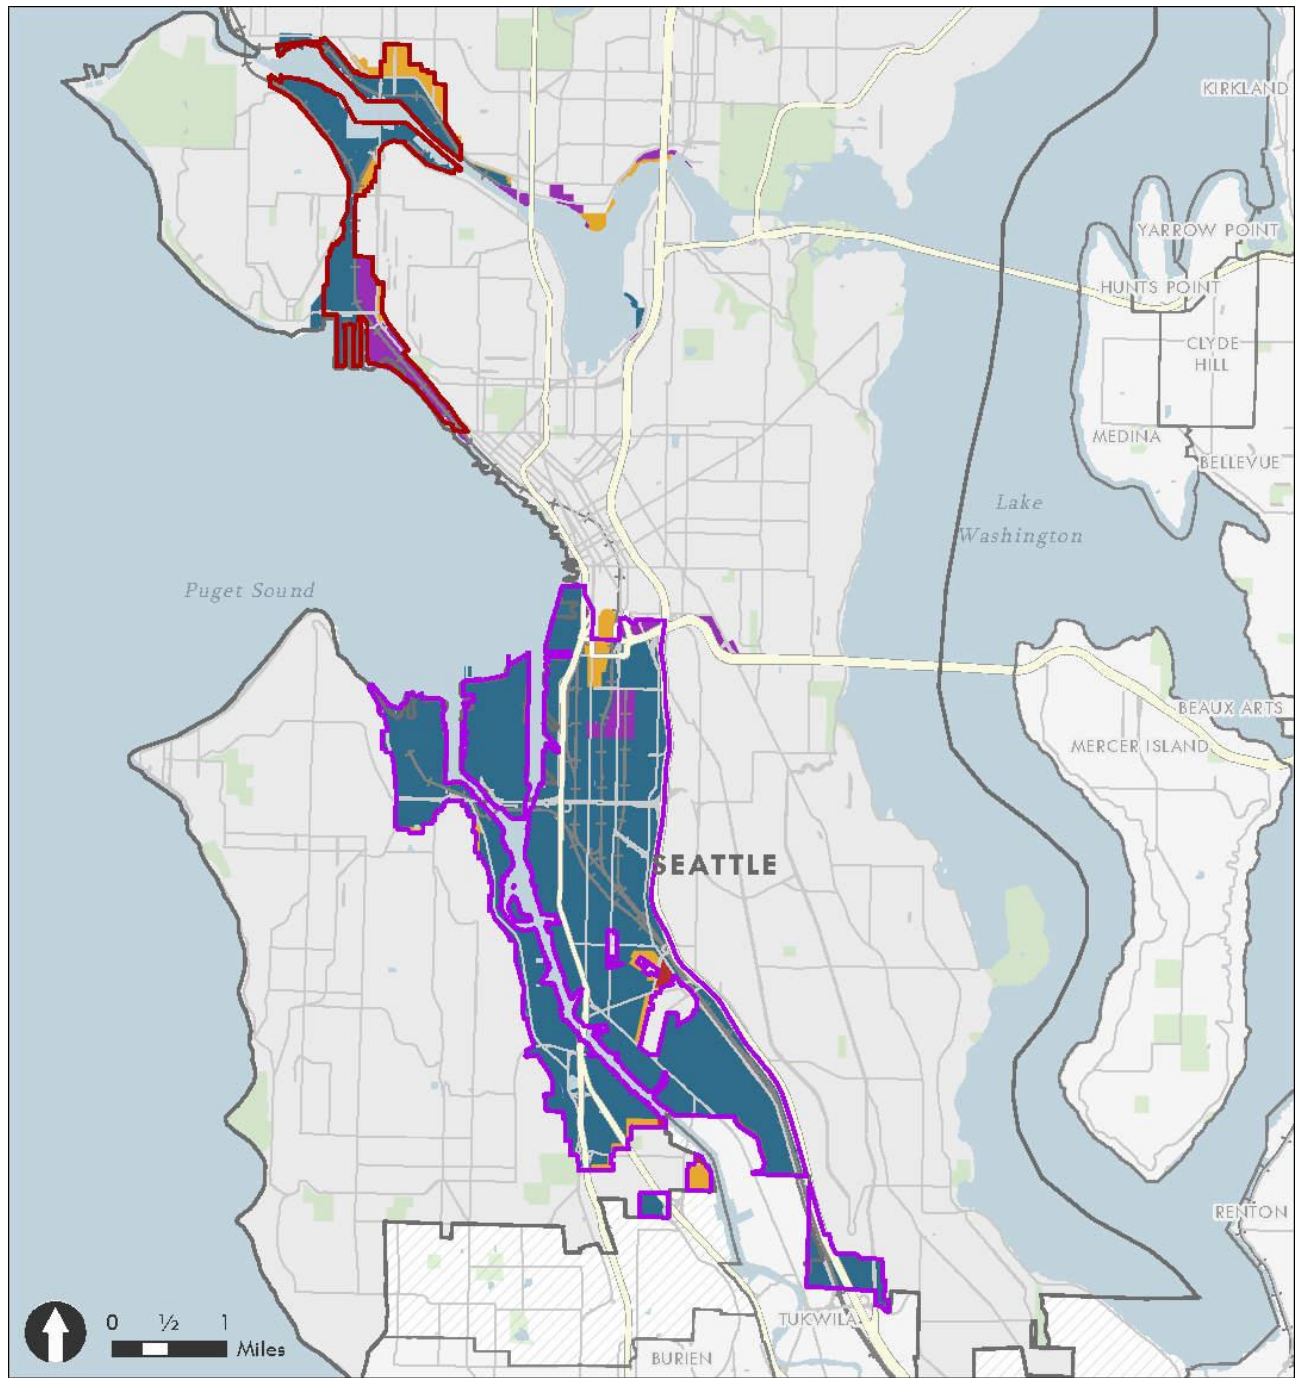 KIRKLAND
YARROW POINT
HUNTS POINT
CLYDE
HILL
MEDINA
BELLEVUE
Lake
Washington
Puget Sound
BEAUX ARTS
MERCER ISLAND
SEATTLE
RENTON
0 ½ 1
Miles
TUKWILA
BURIEN